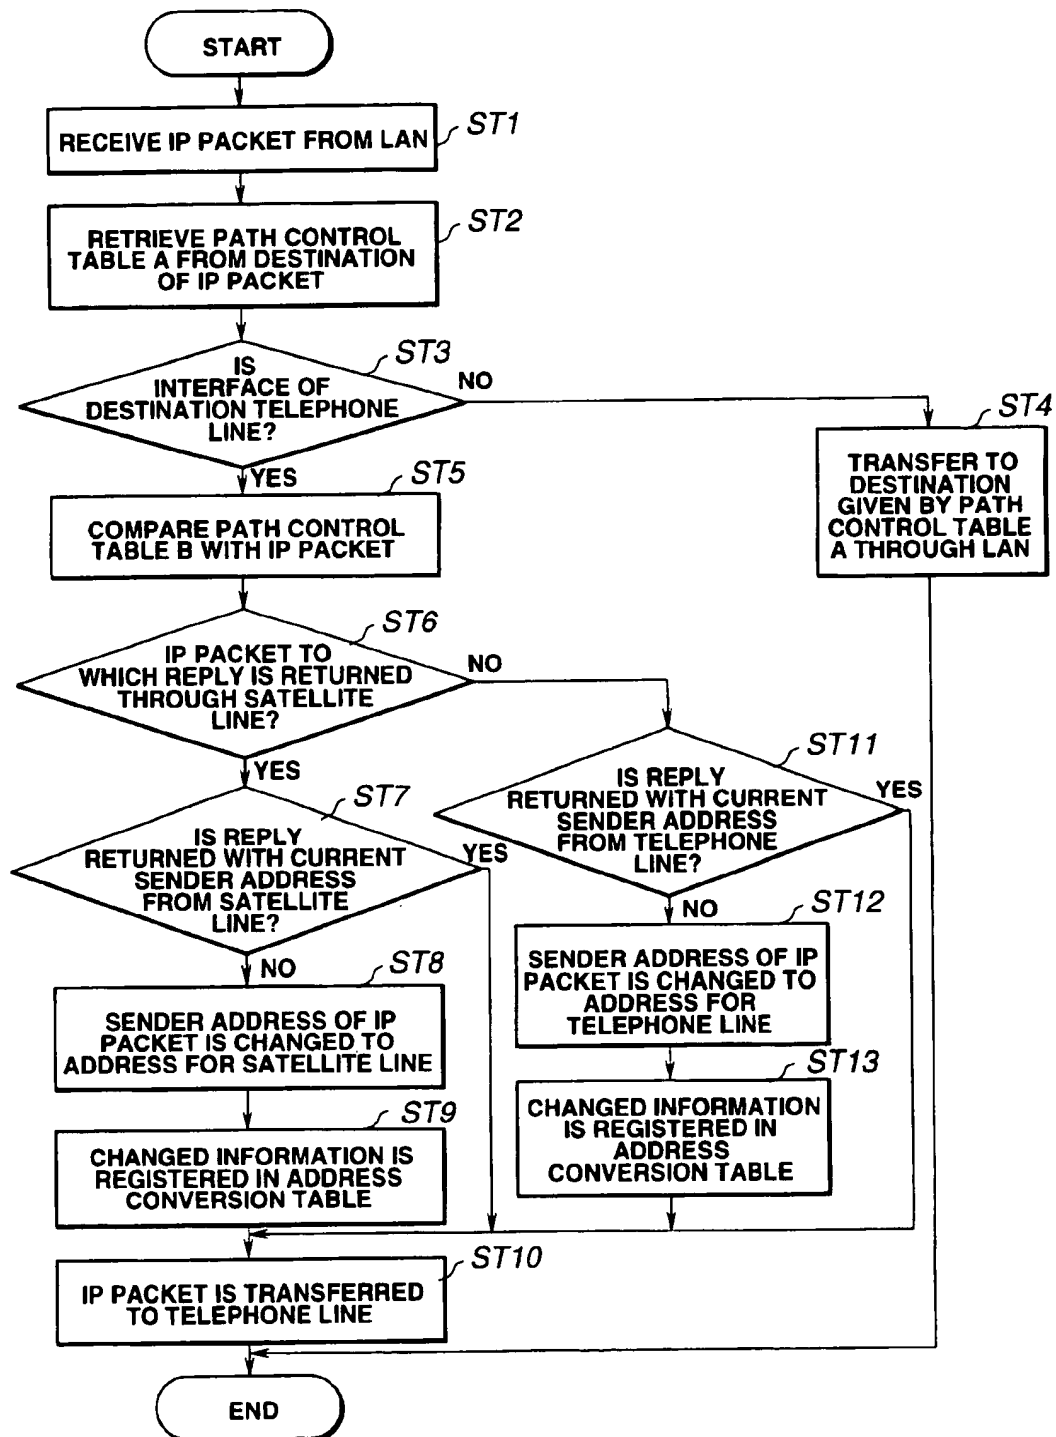 START
RECEIVE IP PACKET FROM LAN
ST1
RETRIEVE PATH CONTROL
TABLE A FROM DESTINATION
OF IP PACKET
ST2
IS
INTERFACE OF
DESTINATION TELEPHONE
LINE?
ST3
NO
YES
TRANSFER TO
DESTINATION
GIVEN BY PATH
CONTROL TABLE
A THROUGH LAN
ST4
COMPARE PATH CONTROL
TABLE B WITH IP PACKET
ST5
IP PACKET TO
WHICH REPLY IS RETURNED
THROUGH SATELLITE
LINE?
ST6
NO
YES
IS REPLY
RETURNED WITH CURRENT
SENDER ADDRESS
FROM SATELLITE
LINE?
ST7
YES
NO
IS REPLY
RETURNED WITH CURRENT
SENDER ADDRESS
FROM TELEPHONE
LINE?
ST11
YES
NO
SENDER ADDRESS OF IP
PACKET IS CHANGED TO
ADDRESS FOR SATELLITE LINE
ST8
SENDER ADDRESS OF IP
PACKET IS CHANGED TO
ADDRESS FOR
TELEPHONE LINE
ST12
CHANGED INFORMATION IS
REGISTERED IN ADDRESS
CONVERSION TABLE
ST9
CHANGED INFORMATION
IS REGISTERED IN
ADDRESS
CONVERSION TABLE
ST13
IP PACKET IS TRANSFERRED
TO TELEPHONE LINE
ST10
END